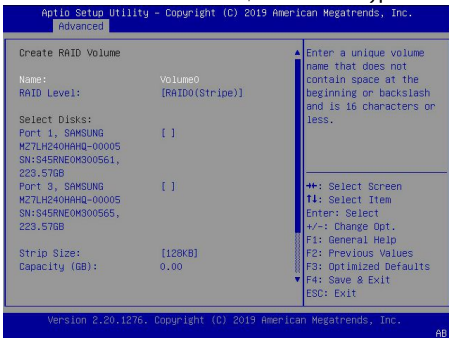 Aptio Setup Utility – Copyright (C) 2019 American Megatrends, Inc.
Advanced
Create RAID Volume
Name: Volume0
RAID Level: [RAID0(Stripe)]
Select Disks:
Port 1, SAMSUNG [ ]
MZ7LH240HAHQ-00005
SN:S45RNE0M300561,
223.57GB
Port 3, SAMSUNG [ ]
MZ7LH240HAHQ-00005
SN:S45RNE0M300565,
223.57GB
Strip Size: [128KB]
Capacity (GB): 0.00
Enter a unique volume
name that does not
contain space at the
beginning or backslash
and is 16 characters or
less.
→←: Select Screen
↑↓: Select Item
Enter: Select
+/-: Change Opt.
F1: General Help
F2: Previous Values
F3: Optimized Defaults
F4: Save & Exit
ESC: Exit
Version 2.20.1276. Copyright (C) 2019 American Megatrends, Inc.
AB